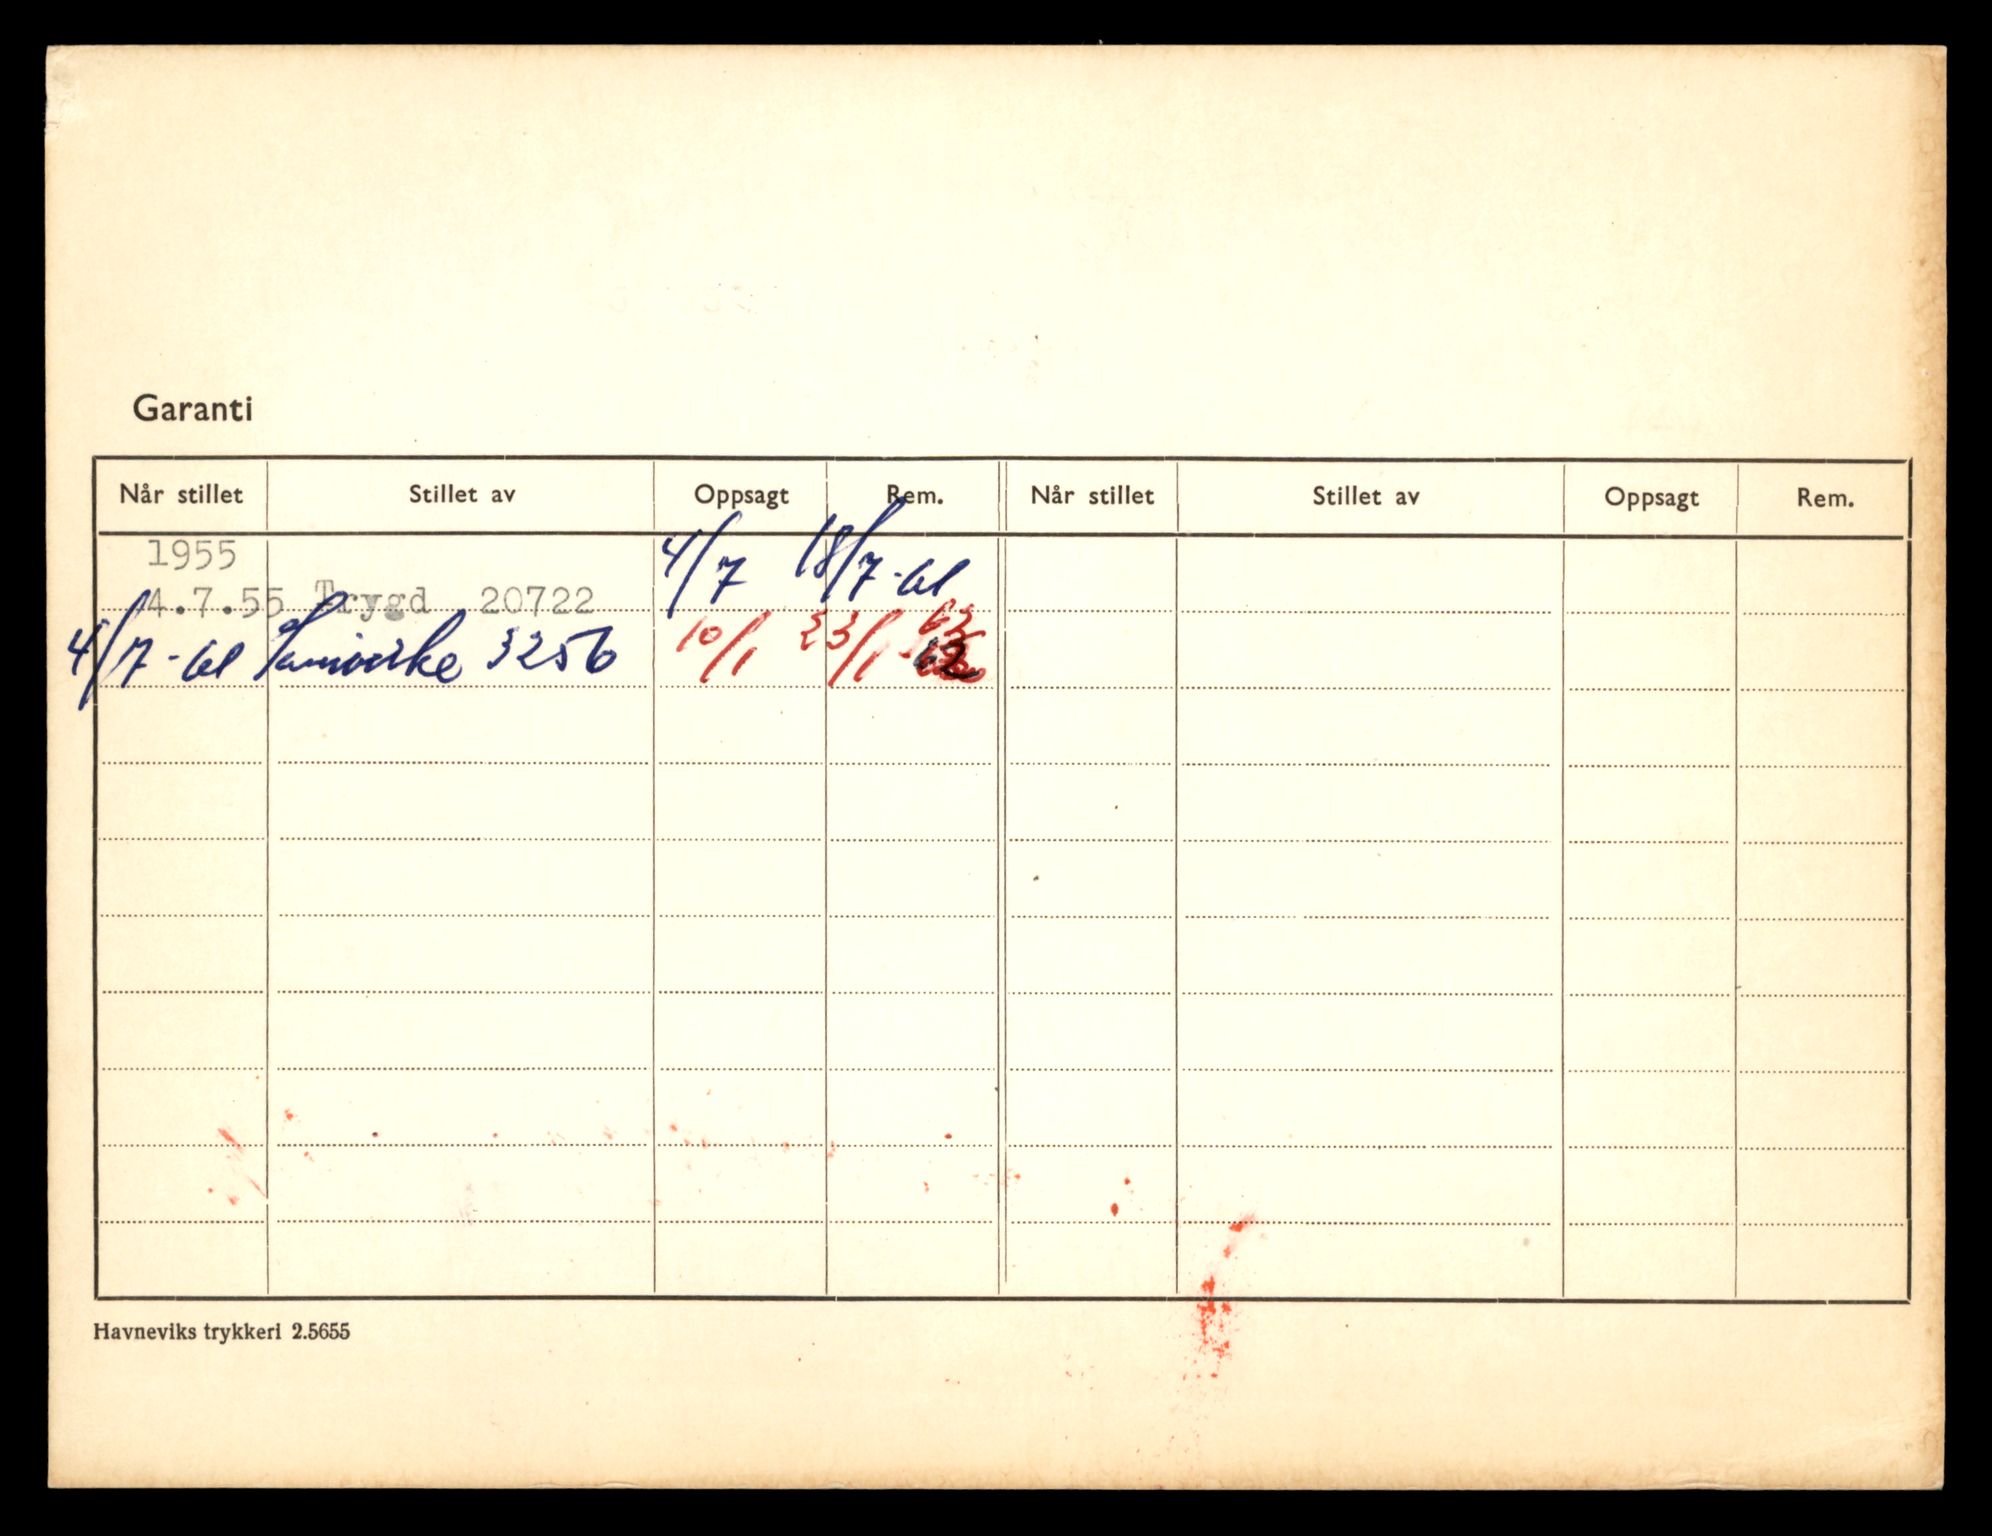 Garanti
Når stillet Stillet av Oppsagt Rem. Når stillet Stillet av Oppsagt Rem.
1955
4.7.55 Trygd 20722 4/7 18/7-61
4/7-61 Samvirke 3256 10/1 23/1 62
Havneviks trykkeri 2.5655